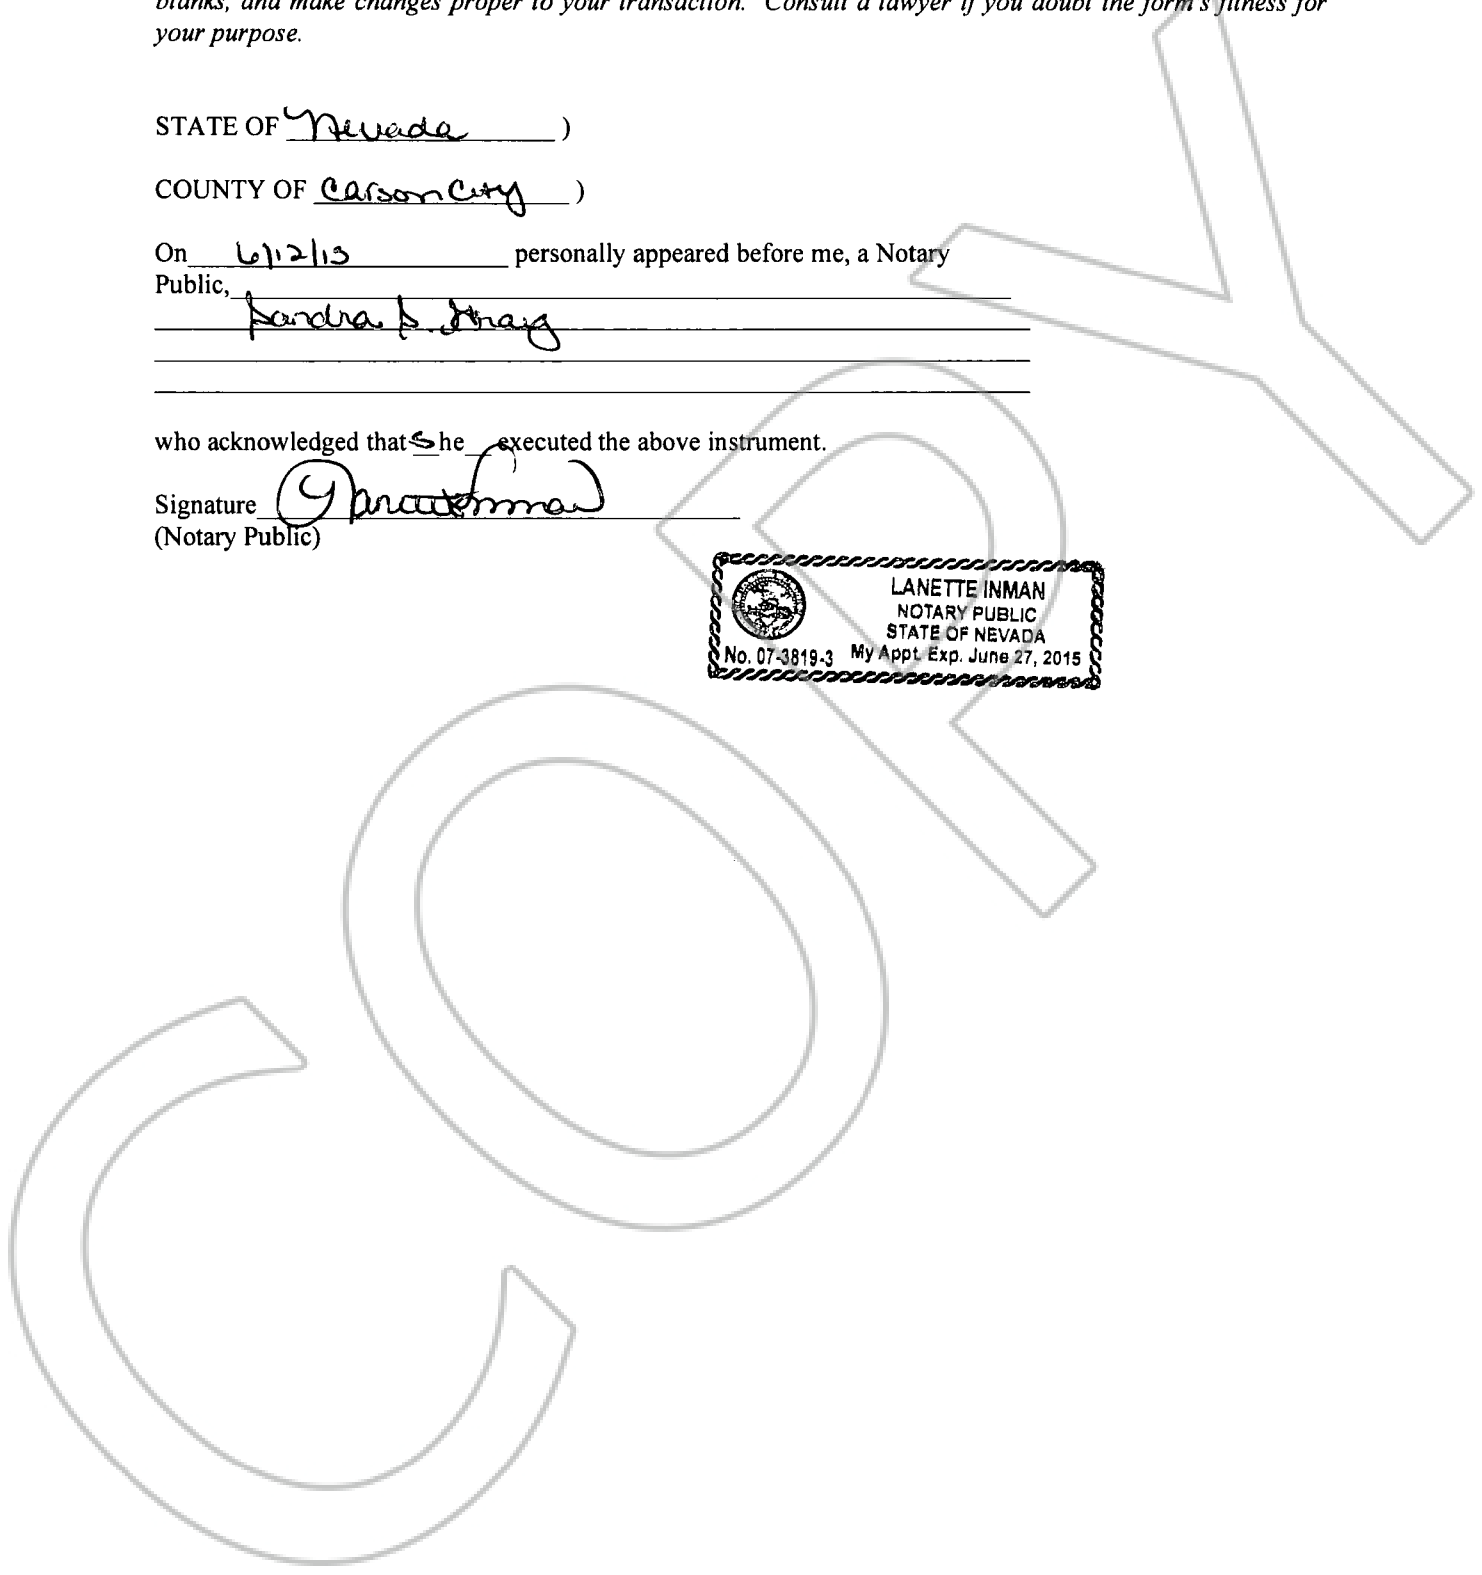 blanks, and make changes proper to your transaction. Consult a lawyer if you doubt the form's fitness for
your purpose.
STATE OF Nevada )
COUNTY OF Carson City )
On 6/12/13 personally appeared before me, a Notary
Public,
Sandra D.
who acknowledged that She executed the above instrument.
Signature
(Notary Public)
LANETTE INMAN
NOTARY PUBLIC
STATE OF NEVADA
No. 07-3819-3 My Appt. Exp. June 27, 2015
COPY